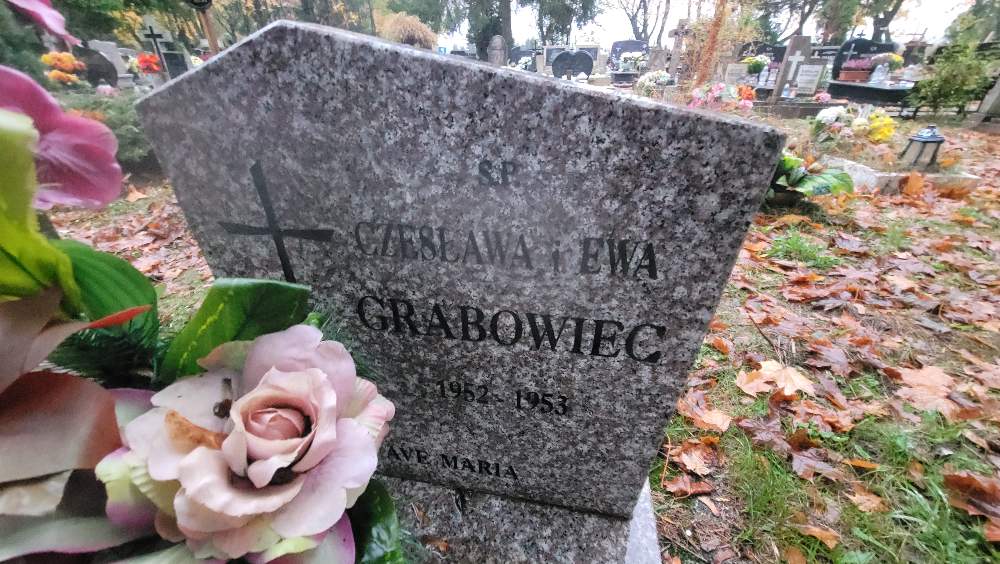 Ś.P.
CZESŁAWA i EWA
GRABOWIEC
1952 - 1953
AVE MARIA